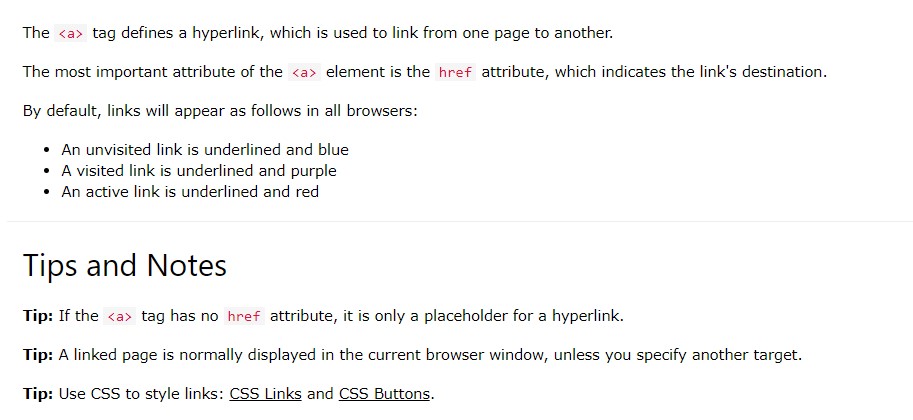 The <a> tag defines a hyperlink, which is used to link from one page to another.
The most important attribute of the <a> element is the href attribute, which indicates the link's destination.
By default, links will appear as follows in all browsers:
• An unvisited link is underlined and blue
• A visited link is underlined and purple
• An active link is underlined and red
Tips and Notes
Tip: If the <a> tag has no href attribute, it is only a placeholder for a hyperlink.
Tip: A linked page is normally displayed in the current browser window, unless you specify another target.
Tip: Use CSS to style links: CSS Links and CSS Buttons.